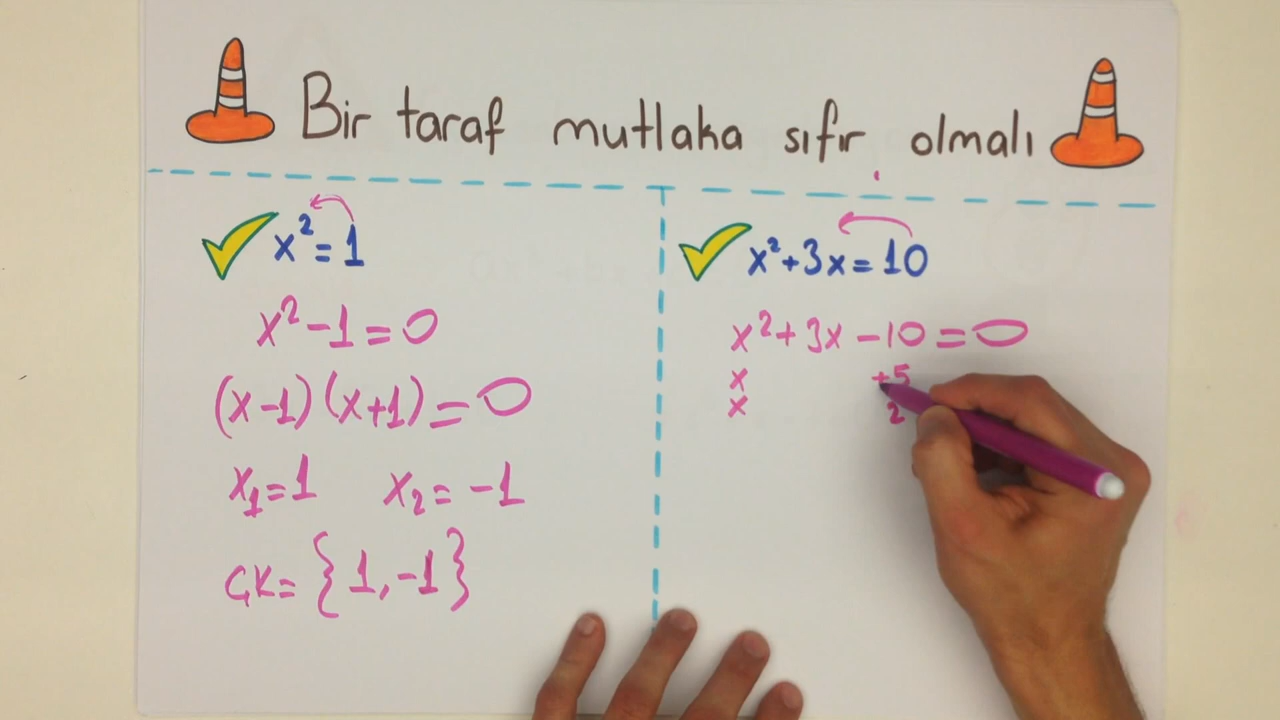 Bir taraf mutlaka sıfır olmalı
x²=1
x²-1=0
(x-1)(x+1)=0
x₁=1 x₂=-1
ÇK={1,-1}
x²+3x=10
x²+3x-10=0
x +5
x 2